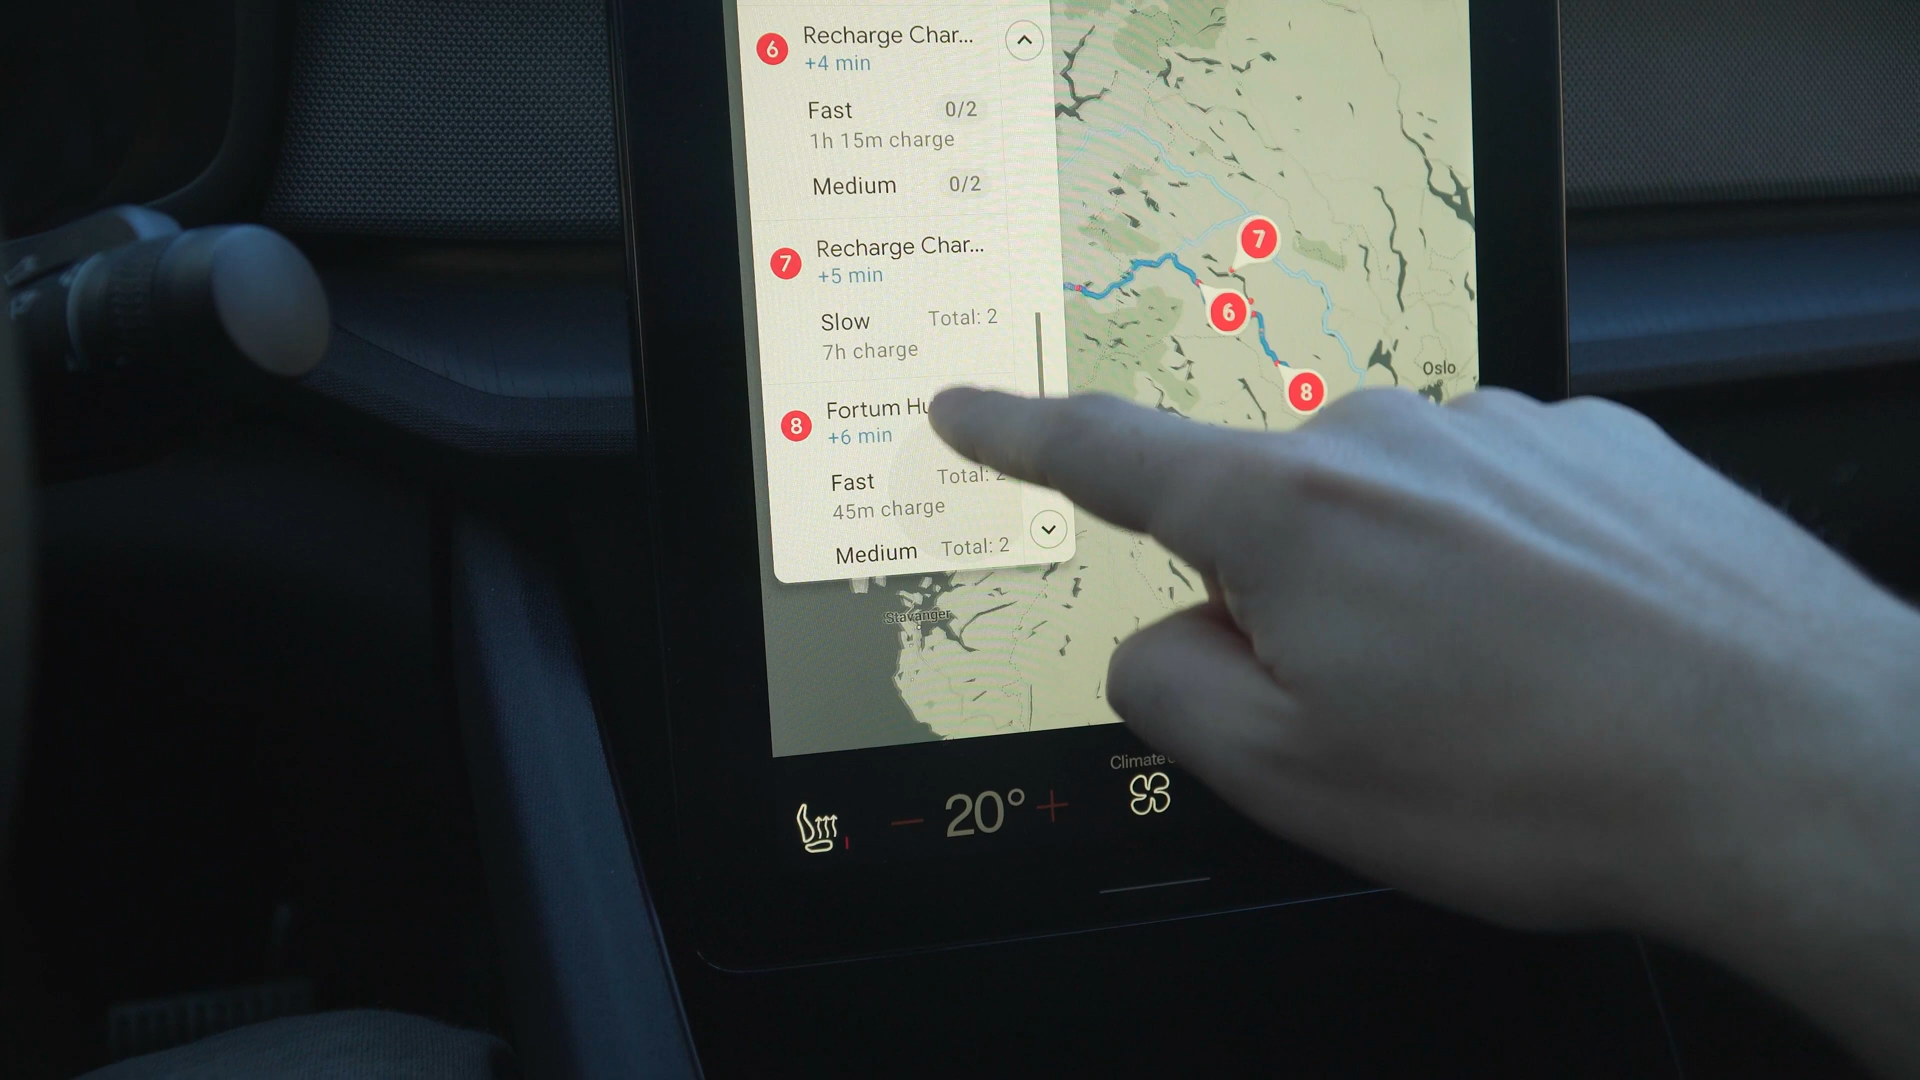 6 Recharge Char...
+4 min
Fast 0/2
1h 15m charge
Medium 0/2
7 Recharge Char...
+5 min
Slow Total: 2
7h charge
8 Fortum
+6 min
Fast Total: 2
45m charge
Medium Total: 2
7
6
8
Oslo
Stavanger
Climate
− 20° +